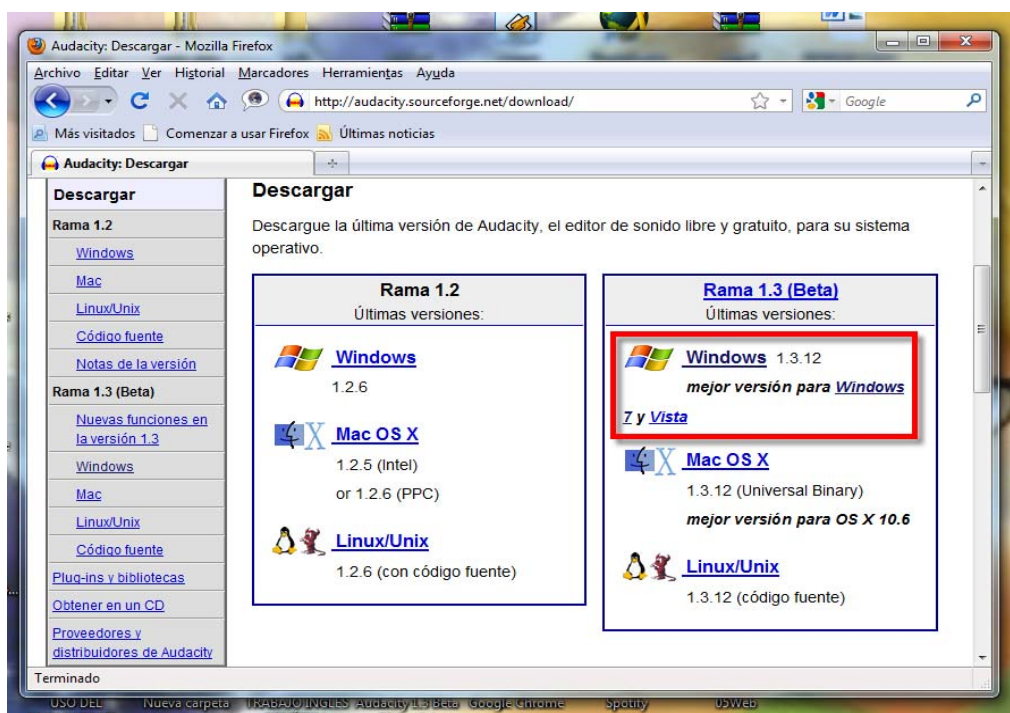 Audacity: Descargar - Mozilla Firefox
Archivo Editar Ver Historial Marcadores Herramientas Ayuda
http://audacity.sourceforge.net/download/
Google
Más visitados Comenzar a usar Firefox Últimas noticias
Audacity: Descargar
Descargar
Rama 1.2
Windows
Mac
Linux/Unix
Código fuente
Notas de la versión
Rama 1.3 (Beta)
Nuevas funciones en
la versión 1.3
Windows
Mac
Linux/Unix
Código fuente
Plug-ins y bibliotecas
Obtener en un CD
Proveedores y
distribuidores de Audacity
Descargar
Descargue la última versión de Audacity, el editor de sonido libre y gratuito, para su sistema
operativo.
Rama 1.2
Últimas versiones:
Windows
1.2.6
Mac OS X
1.2.5 (Intel)
or 1.2.6 (PPC)
Linux/Unix
1.2.6 (con código fuente)
Rama 1.3 (Beta)
Últimas versiones:
Windows 1.3.12
mejor versión para Windows
7 y Vista
Mac OS X
1.3.12 (Universal Binary)
mejor versión para OS X 10.6
Linux/Unix
1.3.12 (código fuente)
Terminado
USO DEL Nueva carpeta TRABAJO INGLES Audacity 1.3 Beta Google Chrome Spotify 05Web